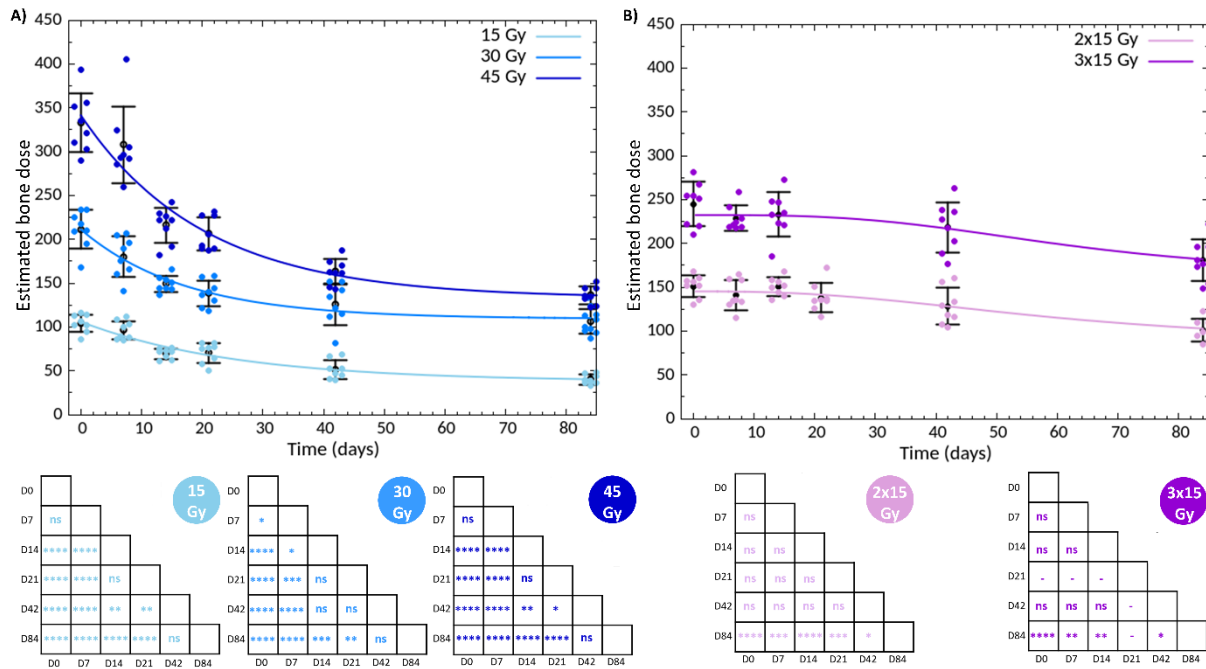 A)
450
400
350
300
250
200
150
100
50
0
Estimated bone dose
15 Gy
30 Gy
45 Gy
0 10 20 30 40 50 60 70 80
Time (days)
B)
450
400
350
300
250
200
150
100
50
0
Estimated bone dose
2x15 Gy
3x15 Gy
0 10 20 30 40 50 60 70 80
Time (days)
15
Gy
D0
D7 ns
D14 **** ****
D21 **** **** ns
D42 **** **** ** **
D84 **** **** **** **** ns
D0 D7 D14 D21 D42 D84
30
Gy
D0
D7 *
D14 **** *
D21 **** *** ns
D42 **** **** ns ns
D84 **** **** *** ** ns
D0 D7 D14 D21 D42 D84
45
Gy
D0
D7 ns
D14 **** ****
D21 **** **** ns
D42 **** **** ** *
D84 **** **** **** **** ns
D0 D7 D14 D21 D42 D84
2x15
Gy
D0
D7 ns
D14 ns ns
D21 ns ns ns
D42 ns ns ns ns
D84 **** *** **** *** *
D0 D7 D14 D21 D42 D84
3x15
Gy
D0
D7 ns
D14 ns ns
D21 - - -
D42 ns ns ns -
D84 **** ** ** - *
D0 D7 D14 D21 D42 D84